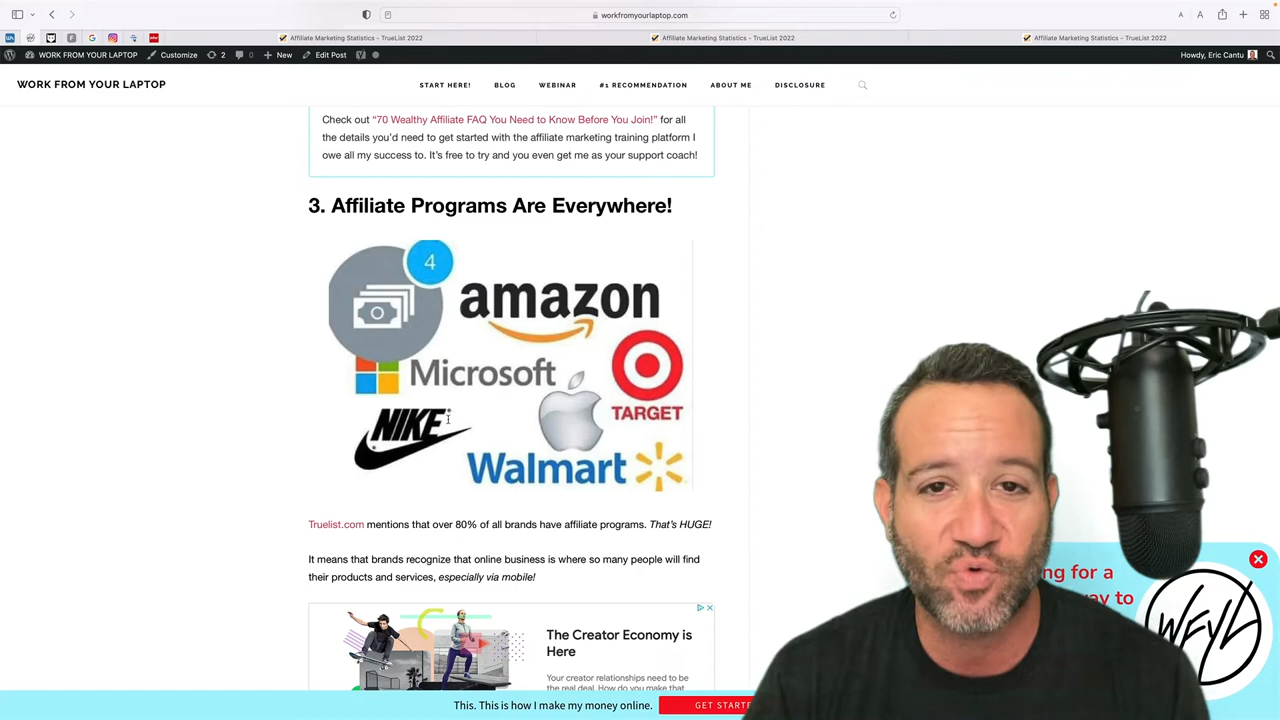 workfromyourlaptop.com
A
A
Affiliate Marketing Statistics - TrueList 2022
Affiliate Marketing Statistics - TrueList 2022
Affiliate Marketing Statistics - TrueList 2022
WORK FROM YOUR LAPTOP
Customize
2
0
New
Edit Post
Howdy, Eric Cantu
WORK FROM YOUR LAPTOP
START HERE!
BLOG
WEBINAR
#1 RECOMMENDATION
ABOUT ME
DISCLOSURE
Check out “70 Wealthy Affiliate FAQ You Need to Know Before You Join!” for all
the details you’d need to get started with the affiliate marketing training platform I
owe all my success to. It’s free to try and you even get me as your support coach!
3. Affiliate Programs Are Everywhere!
4
amazon
Microsoft
TARGET
NIKE
Walmart
Truelist.com mentions that over 80% of all brands have affiliate programs. That’s HUGE!
It means that brands recognize that online business is where so many people will find
their products and services, especially via mobile!
The Creator Economy is
Here
Your creator relationships need to be
the real deal. How do you make that
ng for a
ay to
WFYL
This. This is how I make my money online.
GET STARTE